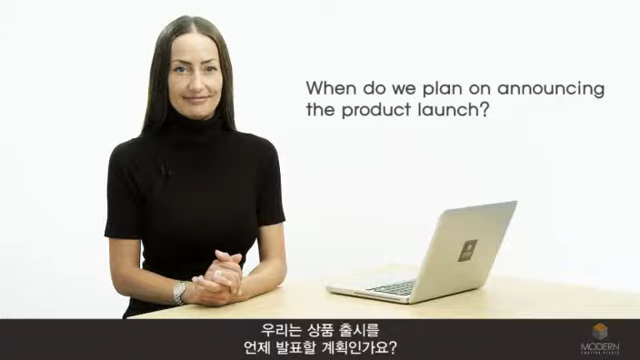 When do we plan on announcing
the product launch?
우리는 상품 출시를
언제 발표할 계획인가요?
MODERN